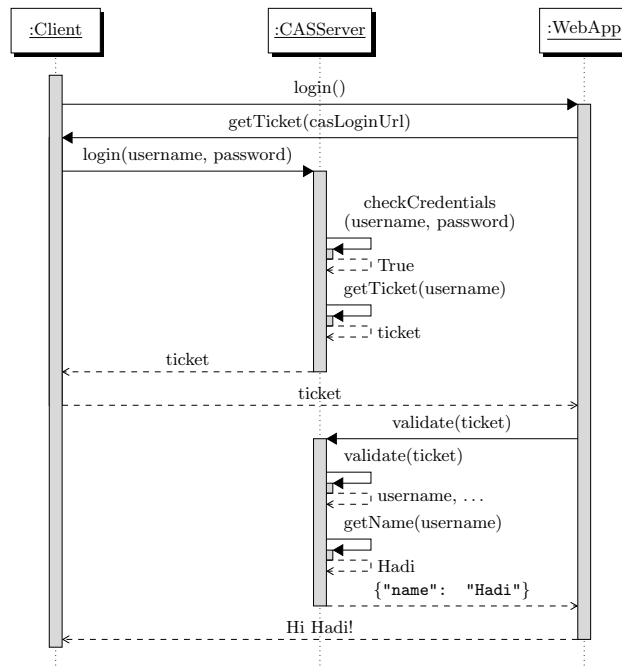 :Client
:CASServer
:WebApp
login()
getTicket(casLoginUrl)
login(username, password)
checkCredentials
(username, password)
True
getTicket(username)
ticket
ticket
ticket
validate(ticket)
validate(ticket)
username, ...
getName(username)
Hadi
{"name": "Hadi"}
Hi Hadi!